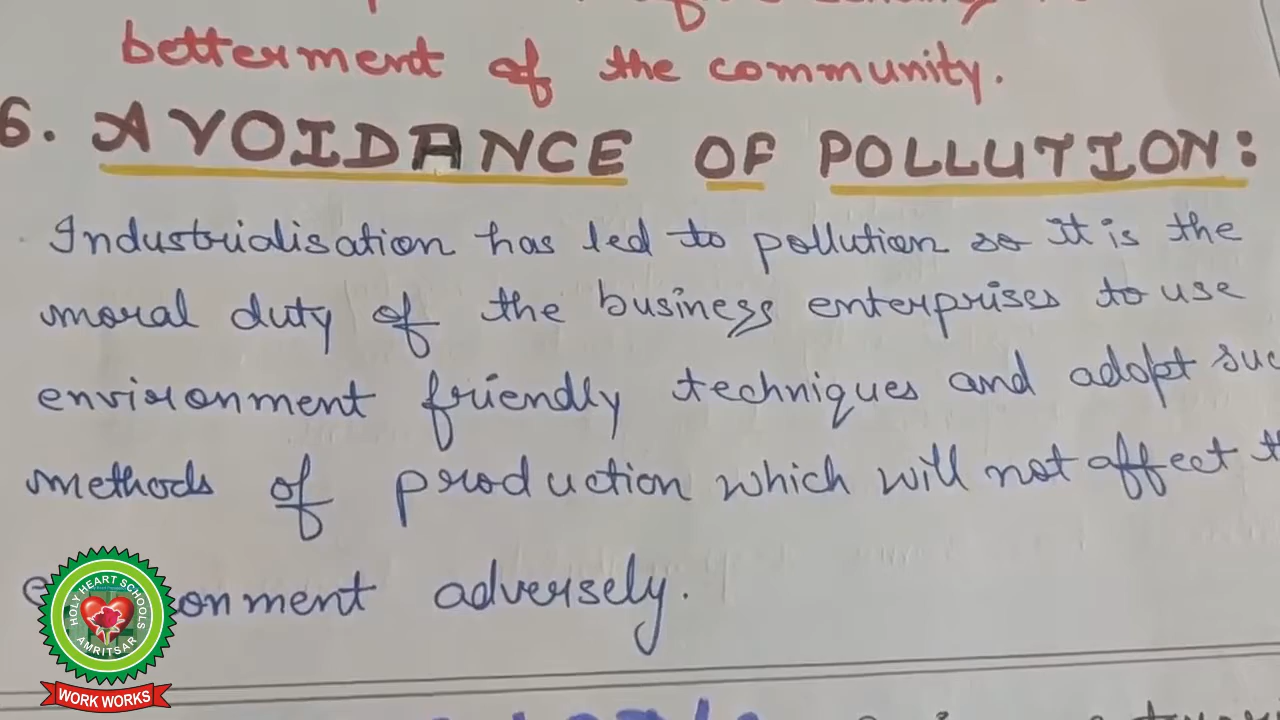 betterment of the community.
6. AVOIDANCE OF POLLUTION:
Industrialisation has led to pollution so It is the
moral duty of the business enterprises to use
environment friendly techniques and adopt suc
methods of production which will not affect t
onment adversely.
HOLY HEART SCHOOLS
AMRITSAR
WORK WORKS